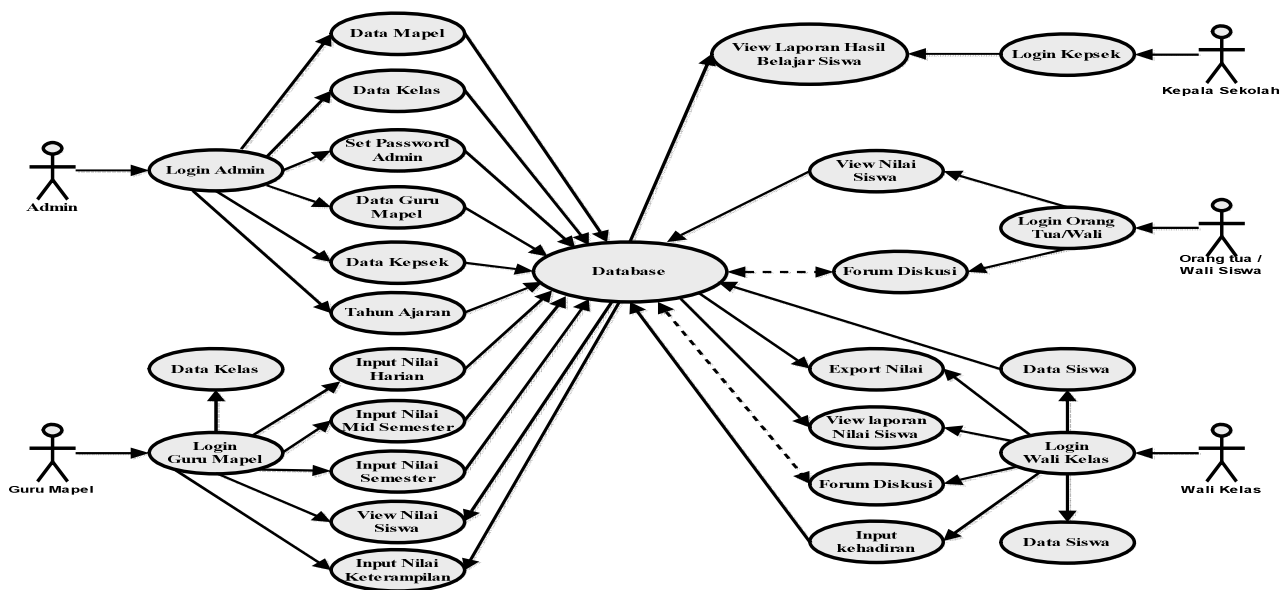 Data Mapel
Data Kelas
Set Password
Admin
Login Admin
Admin
Data Guru
Mapel
Data Kepsek
Tahun Ajaran
Data Kelas
Input Nilai
Harian
Input Nilai
Mid Semester
Login
Guru Mapel
Guru Mapel
Input Nilai
Semester
View Nilai
Siswa
Input Nilai
Keterampilan
Database
View Laporan Hasil
Belajar Siswa
Login Kepsek
Kepala Sekolah
View Nilai
Siswa
Login Orang
Tua/Wali
Orang tua /
Wali Siswa
Forum Diskusi
Export Nilai
Data Siswa
View laporan
Nilai Siswa
Login
Wali Kelas
Wali Kelas
Forum Diskusi
Input
kehadiran
Data Siswa